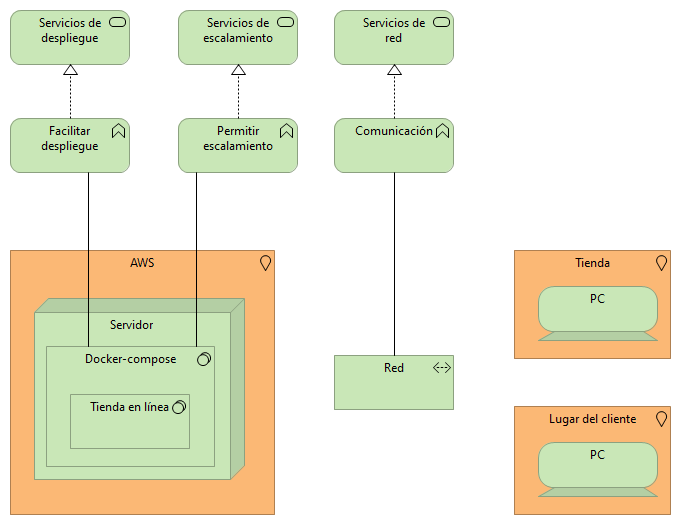 Servicios de
despliegue
Servicios de
escalamiento
Servicios de
red
Facilitar
despliegue
Permitir
escalamiento
Comunicación
AWS
Servidor
Docker-compose
Tienda en línea
Red
Tienda
PC
Lugar del cliente
PC